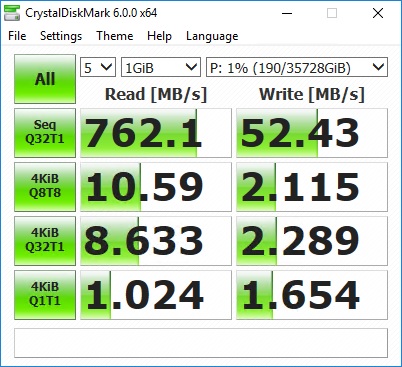 CrystalDiskMark 6.0.0 x64
File Settings Theme Help Language
All 5 1GiB P: 1% (190/35728GiB)
Read [MB/s] Write [MB/s]
Seq
Q32T1 762.1 52.43
4KiB
Q8T8 10.59 2.115
4KiB
Q32T1 8.633 2.289
4KiB
Q1T1 1.024 1.654